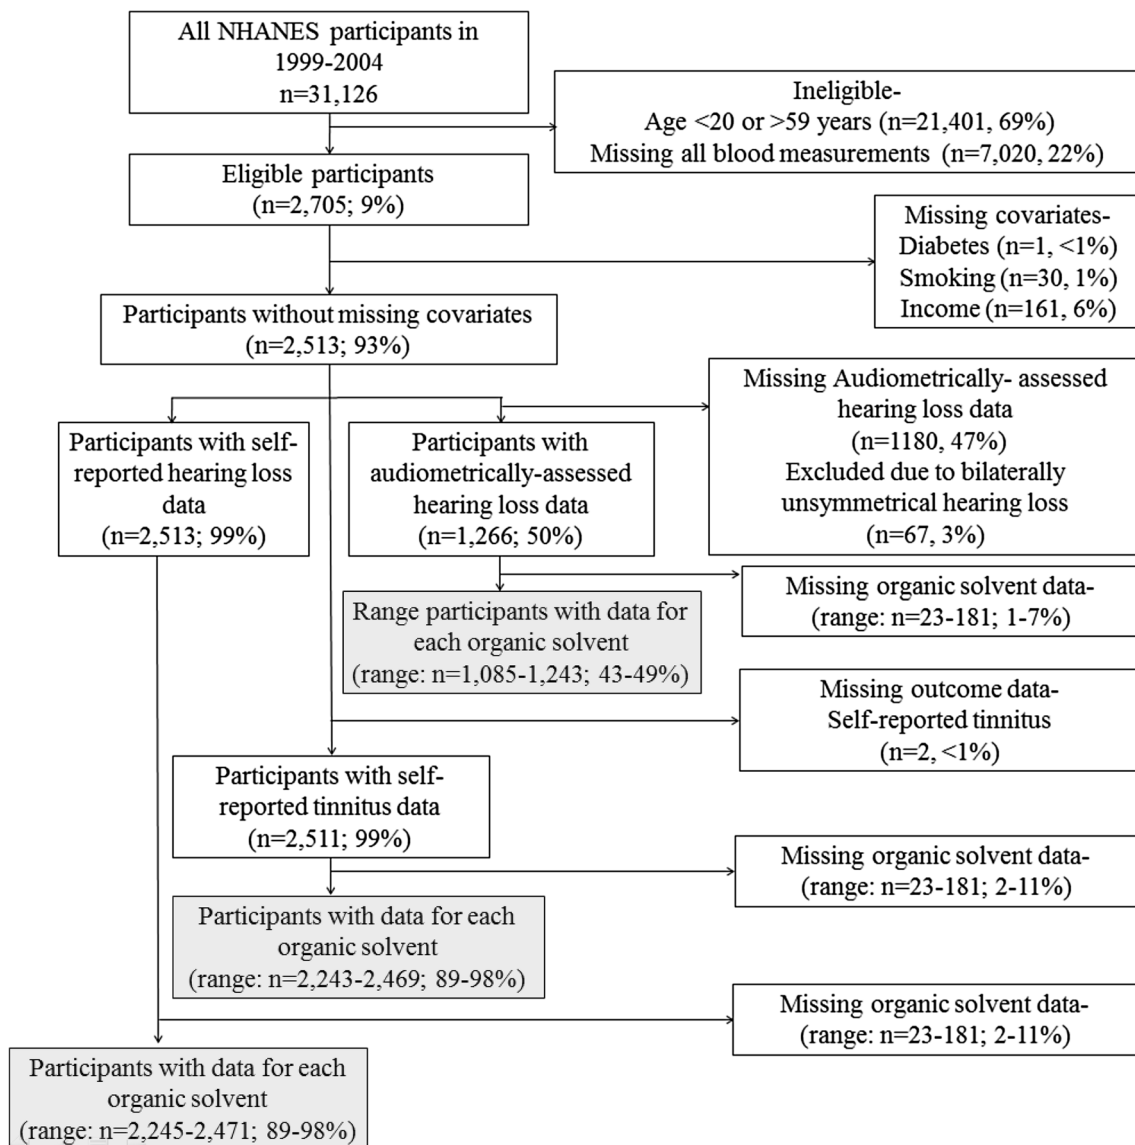 All NHANES participants in
1999-2004
n=31,126
Ineligible-
Age <20 or >59 years (n=21,401, 69%)
Missing all blood measurements (n=7,020, 22%)
Eligible participants
(n=2,705; 9%)
Missing covariates-
Diabetes (n=1, <1%)
Smoking (n=30, 1%)
Income (n=161, 6%)
Participants without missing covariates
(n=2,513; 93%)
Missing Audiometrically- assessed
hearing loss data
(n=1180, 47%)
Excluded due to bilaterally
unsymmetrical hearing loss
(n=67, 3%)
Participants with self-
reported hearing loss
data
(n=2,513; 99%)
Participants with
audiometrically-assessed
hearing loss data
(n=1,266; 50%)
Missing organic solvent data-
(range: n=23-181; 1-7%)
Range participants with data for
each organic solvent
(range: n=1,085-1,243; 43-49%)
Missing outcome data-
Self-reported tinnitus
(n=2, <1%)
Participants with self-
reported tinnitus data
(n=2,511; 99%)
Missing organic solvent data-
(range: n=23-181; 2-11%)
Participants with data for each
organic solvent
(range: n=2,243-2,469; 89-98%)
Missing organic solvent data-
(range: n=23-181; 2-11%)
Participants with data for each
organic solvent
(range: n=2,245-2,471; 89-98%)